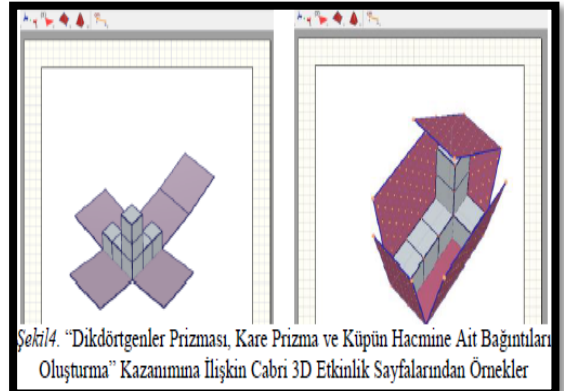 Şekil4. “Dikdörtgenler Prizması, Kare Prizma ve Küpün Hacmine Ait Bağıntıları
Oluşturma” Kazanımına İlişkin Cabri 3D Etkinlik Sayfalarından Örnekler